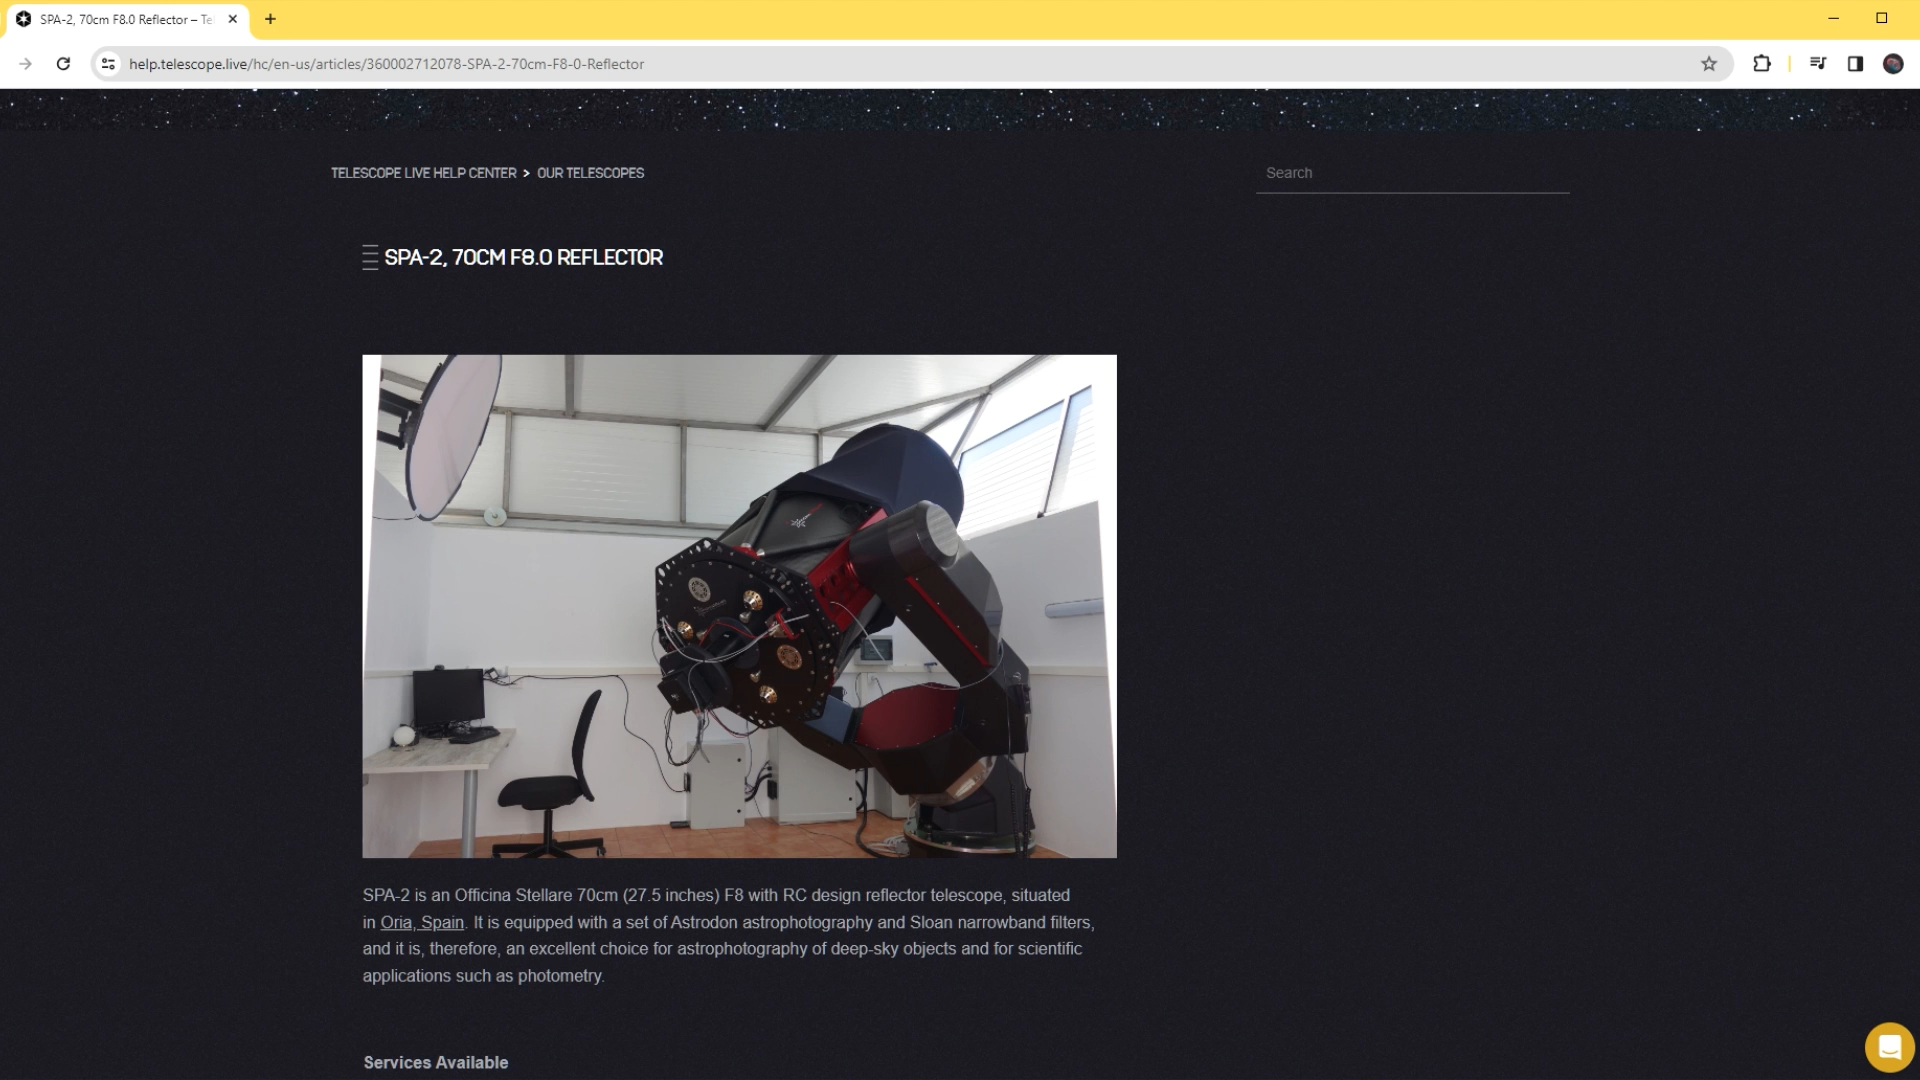 SPA-2, 70cm F8.0 Reflector – Te
help.telescope.live/hc/en-us/articles/360002712078-SPA-2-70cm-F8-0-Reflector
TELESCOPE LIVE HELP CENTER > OUR TELESCOPES
Search
SPA-2, 70CM F8.0 REFLECTOR
SPA-2 is an Officina Stellare 70cm (27.5 inches) F8 with RC design reflector telescope, situated
in Oria, Spain. It is equipped with a set of Astrodon astrophotography and Sloan narrowband filters,
and it is, therefore, an excellent choice for astrophotography of deep-sky objects and for scientific
applications such as photometry.
Services Available